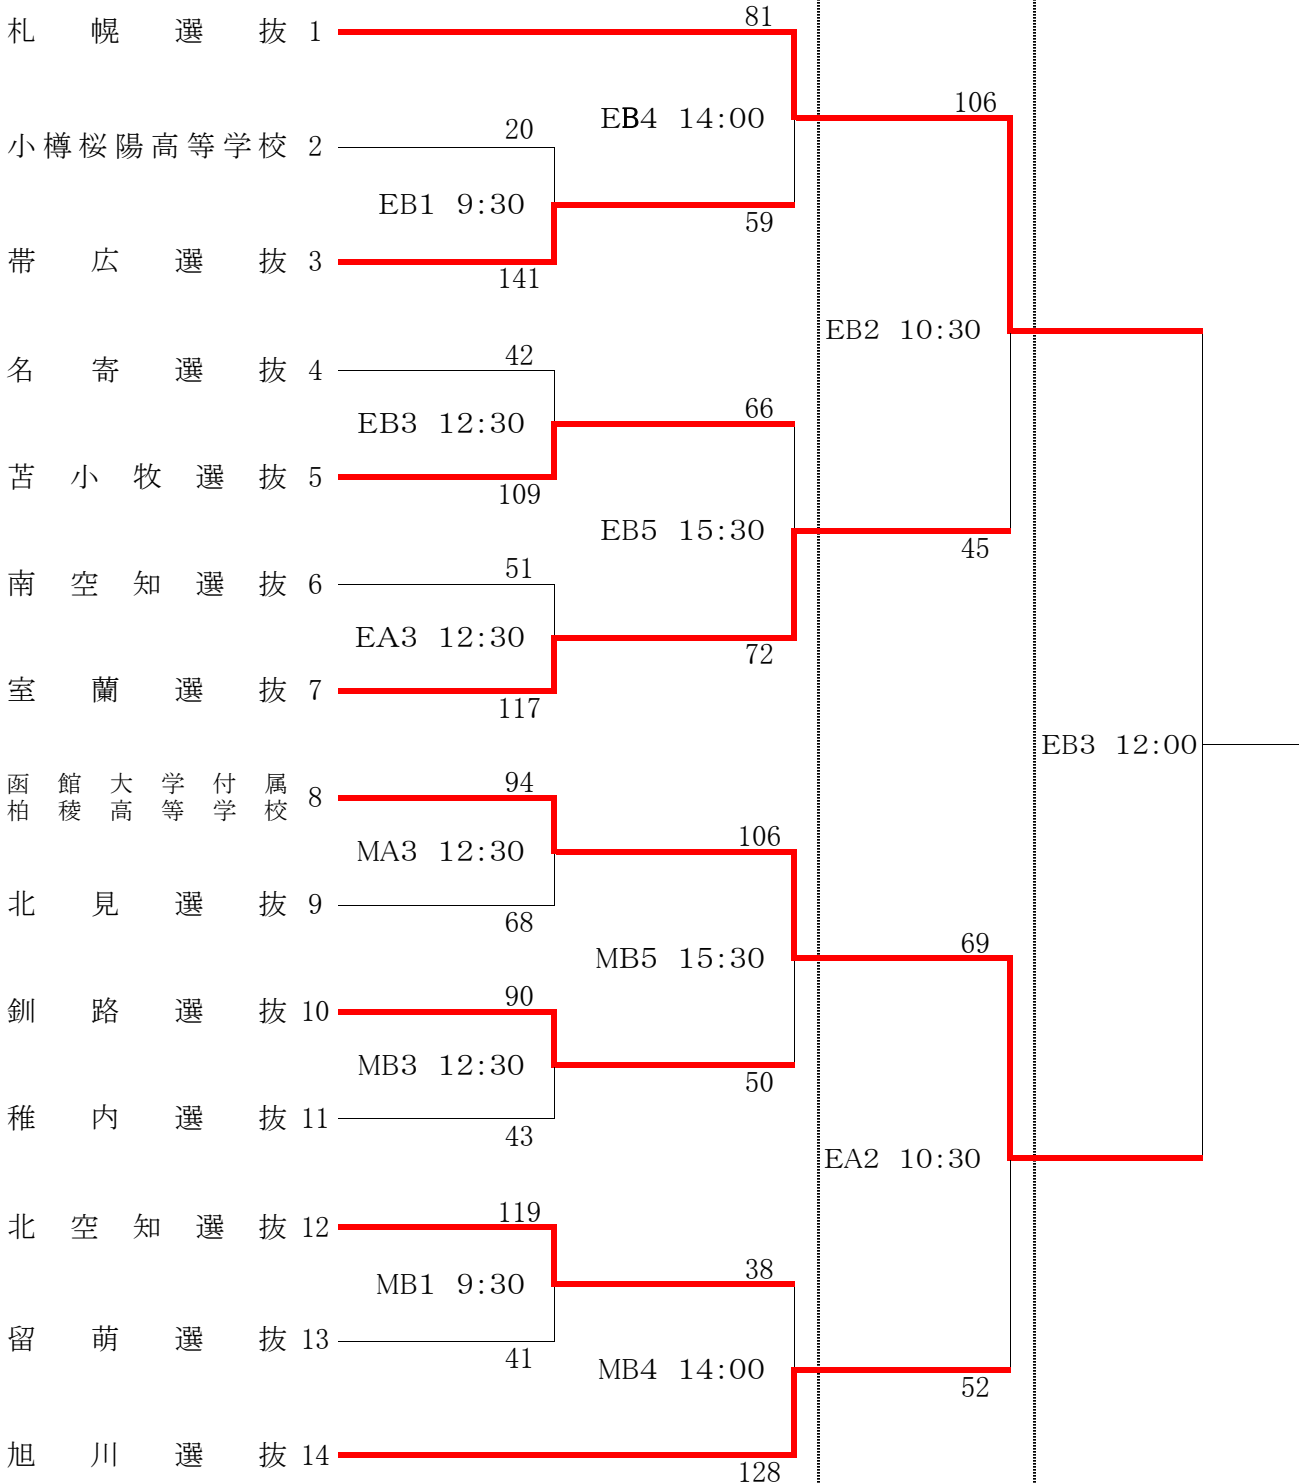 札幌選抜 1
81
106
EB4 14:00
小樽桜陽高等学校 2
20
EB1 9:30
59
帯広選抜 3
141
EB2 10:30
名寄選抜 4
42
66
EB3 12:30
苫小牧選抜 5
109
EB5 15:30
45
南空知選抜 6
51
EA3 12:30
72
室蘭選抜 7
117
EB3 12:00
函館大学付属
柏稜高等学校 8
94
106
MA3 12:30
北見選抜 9
68
69
MB5 15:30
釧路選抜 10
90
MB3 12:30
50
稚内選抜 11
43
EA2 10:30
北空知選抜 12
119
38
MB1 9:30
留萌選抜 13
41
MB4 14:00
52
旭川選抜 14
128